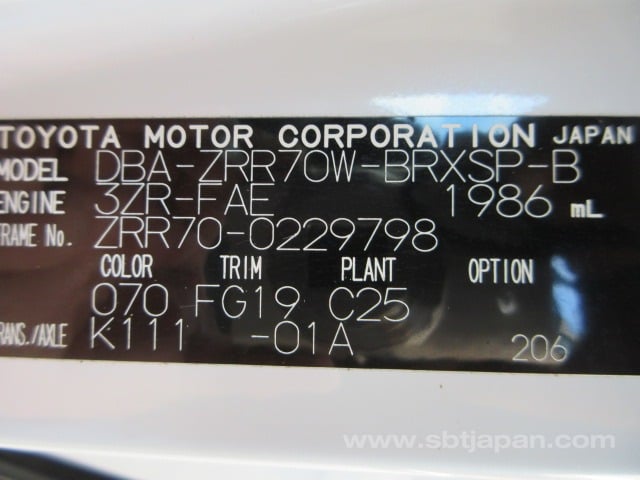 TOYOTA MOTOR CORPORATION JAPAN
MODEL DBA-ZRR70W-BRXSP-B
ENGINE 3ZR-FAE 1986 mL
FRAME No. ZRR70-0229798
COLOR TRIM PLANT OPTION
070 FG19 C25
TRANS./AXLE K111 -01A 206
www.sbtjapan.com